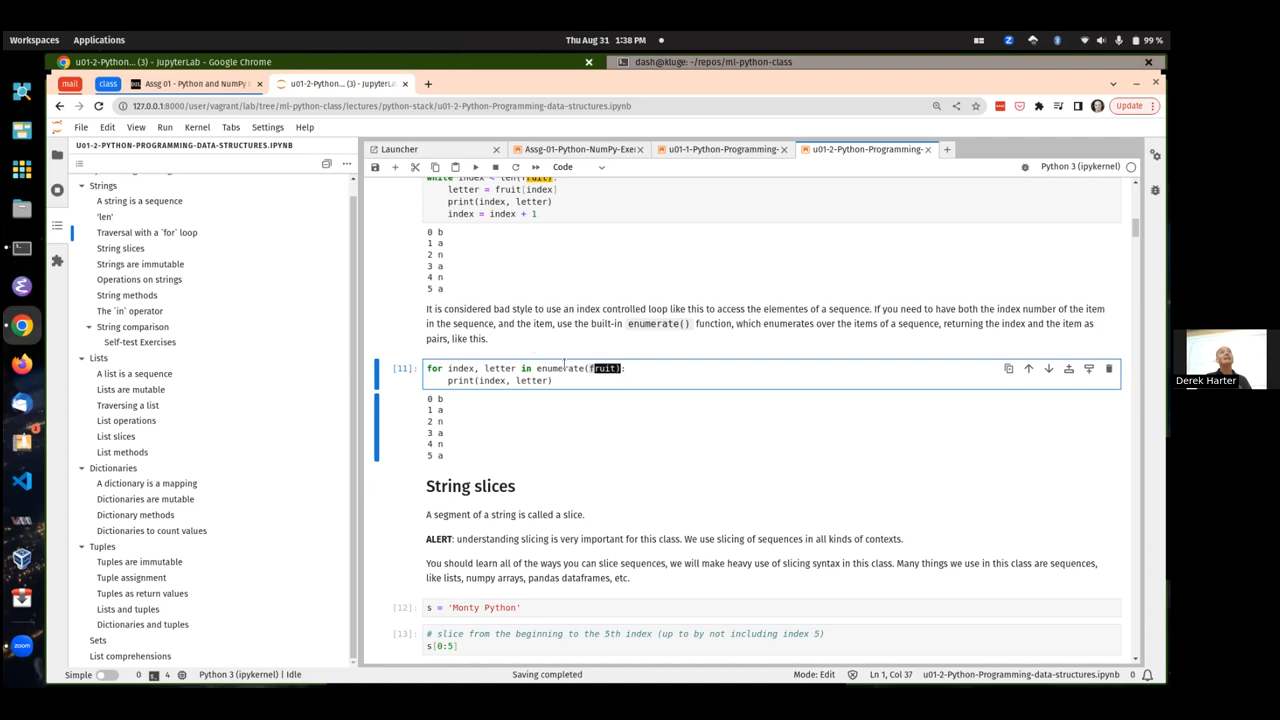 Workspaces Applications Thu Aug 31 1:38 PM 99 %
u01-2-Python... (3) - JupyterLab - Google Chrome dash@kluge: ~/repos/ml-python-class
mail class Assg 01 - Python and NumPy u01-2-Python... (3) - JupyterL
127.0.0.1:8000/user/vagrant/lab/tree/ml-python-class/lectures/python-stack/u01-2-Python-Programming-data-structures.ipynb Update
File Edit View Run Kernel Tabs Settings Help
U01-2-PYTHON-PROGRAMMING-DATA-STRUCTURES.IPYNB
Launcher Assg-01-Python-NumPy-Exer u01-1-Python-Programming- u01-2-Python-Programming-
Code Python 3 (ipykernel)
Strings
A string is a sequence
'len'
Traversal with a `for` loop
String slices
Strings are immutable
Operations on strings
String methods
The `in` operator
String comparison
Self-test Exercises
Lists
A list is a sequence
Lists are mutable
Traversing a list
List operations
List slices
List methods
Dictionaries
A dictionary is a mapping
Dictionaries are mutable
Dictionary methods
Dictionaries to count values
Tuples
Tuples are immutable
Tuple assignment
Tuples as return values
Lists and tuples
Dictionaries and tuples
Sets
List comprehensions
while index < len(fruit):
letter = fruit[index]
print(index, letter)
index = index + 1
0 b
1 a
2 n
3 a
4 n
5 a
It is considered bad style to use an index controlled loop like this to access the elementes of a sequence. If you need to have both the index number of the item
in the sequence, and the item, use the built-in enumerate() function, which enumerates over the items of a sequence, returning the index and the item as
pairs, like this.
[11]: for index, letter in enumerate(fruit):
print(index, letter)
0 b
1 a
2 n
3 a
4 n
5 a
String slices
A segment of a string is called a slice.
ALERT: understanding slicing is very important for this class. We use slicing of sequences in all kinds of contexts.
You should learn all of the ways you can slice sequences, we will make heavy use of slicing syntax in this class. Many things we use in this class are sequences,
like lists, numpy arrays, pandas dataframes, etc.
[12]: s = 'Monty Python'
[13]: # slice from the beginning to the 5th index (up to by not including index 5)
s[0:5]
Derek Harter
Simple 0 4 Python 3 (ipykernel) | Idle Saving completed Mode: Edit Ln 1, Col 37 u01-2-Python-Programming-data-structures.ipynb 0
zoom